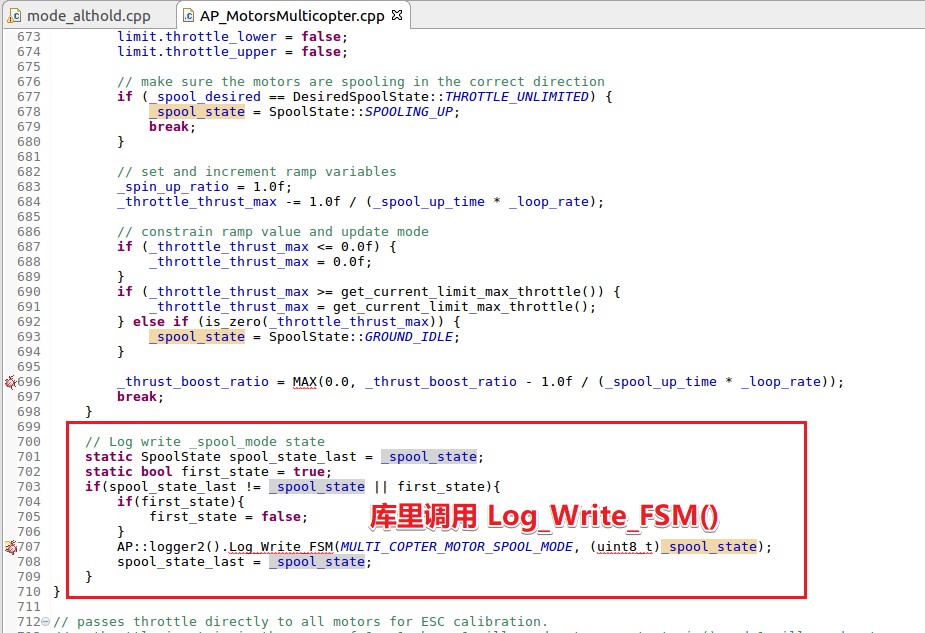 mode_althold.cpp AP_MotorsMulticopter.cpp
673 limit.throttle_lower = false;
674 limit.throttle_upper = false;
675
676 // make sure the motors are spooling in the correct direction
677 if (_spool_desired == DesiredSpoolState::THROTTLE_UNLIMITED) {
678 _spool_state = SpoolState::SPOOLING_UP;
679 break;
680 }
681
682 // set and increment ramp variables
683 _spin_up_ratio = 1.0f;
684 _throttle_thrust_max -= 1.0f / (_spool_up_time * _loop_rate);
685
686 // constrain ramp value and update mode
687 if (_throttle_thrust_max <= 0.0f) {
688 _throttle_thrust_max = 0.0f;
689 }
690 if (_throttle_thrust_max >= get_current_limit_max_throttle()) {
691 _throttle_thrust_max = get_current_limit_max_throttle();
692 } else if (is_zero(_throttle_thrust_max)) {
693 _spool_state = SpoolState::GROUND_IDLE;
694 }
695
696 _thrust_boost_ratio = MAX(0.0, _thrust_boost_ratio - 1.0f / (_spool_up_time * _loop_rate));
697 break;
698 }
699
700 // Log write _spool_mode state
701 static SpoolState spool_state_last = _spool_state;
702 static bool first_state = true;
703 if(spool_state_last != _spool_state || first_state){
704 if(first_state){
705 first_state = false;
库里调用 Log_Write_FSM()
706 }
707 AP::logger2().Log_Write_FSM(MULTI_COPTER_MOTOR_SPOOL_MODE, (uint8_t)_spool_state);
708 spool_state_last = _spool_state;
709 }
710 }
711
712 // passes throttle directly to all motors for ESC calibration.